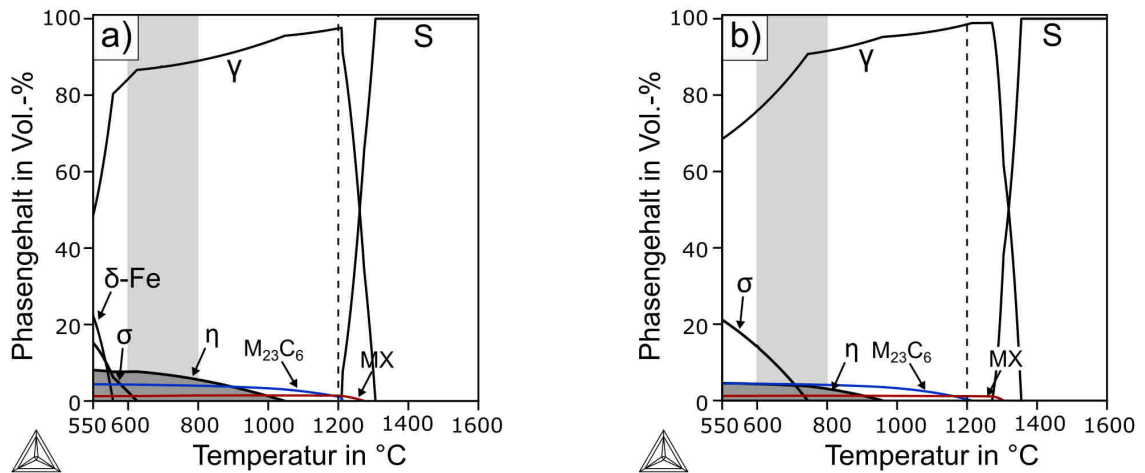 a)
100
80
60
40
20
0
Phasengehalt in Vol.-%
γ
S
δ-Fe
σ
η
M23C6
MX
550 600 800 1000 1200 1400 1600
Temperatur in °C
b)
100
80
60
40
20
0
Phasengehalt in Vol.-%
γ
S
σ
η
M23C6
MX
550 600 800 1000 1200 1400 1600
Temperatur in °C